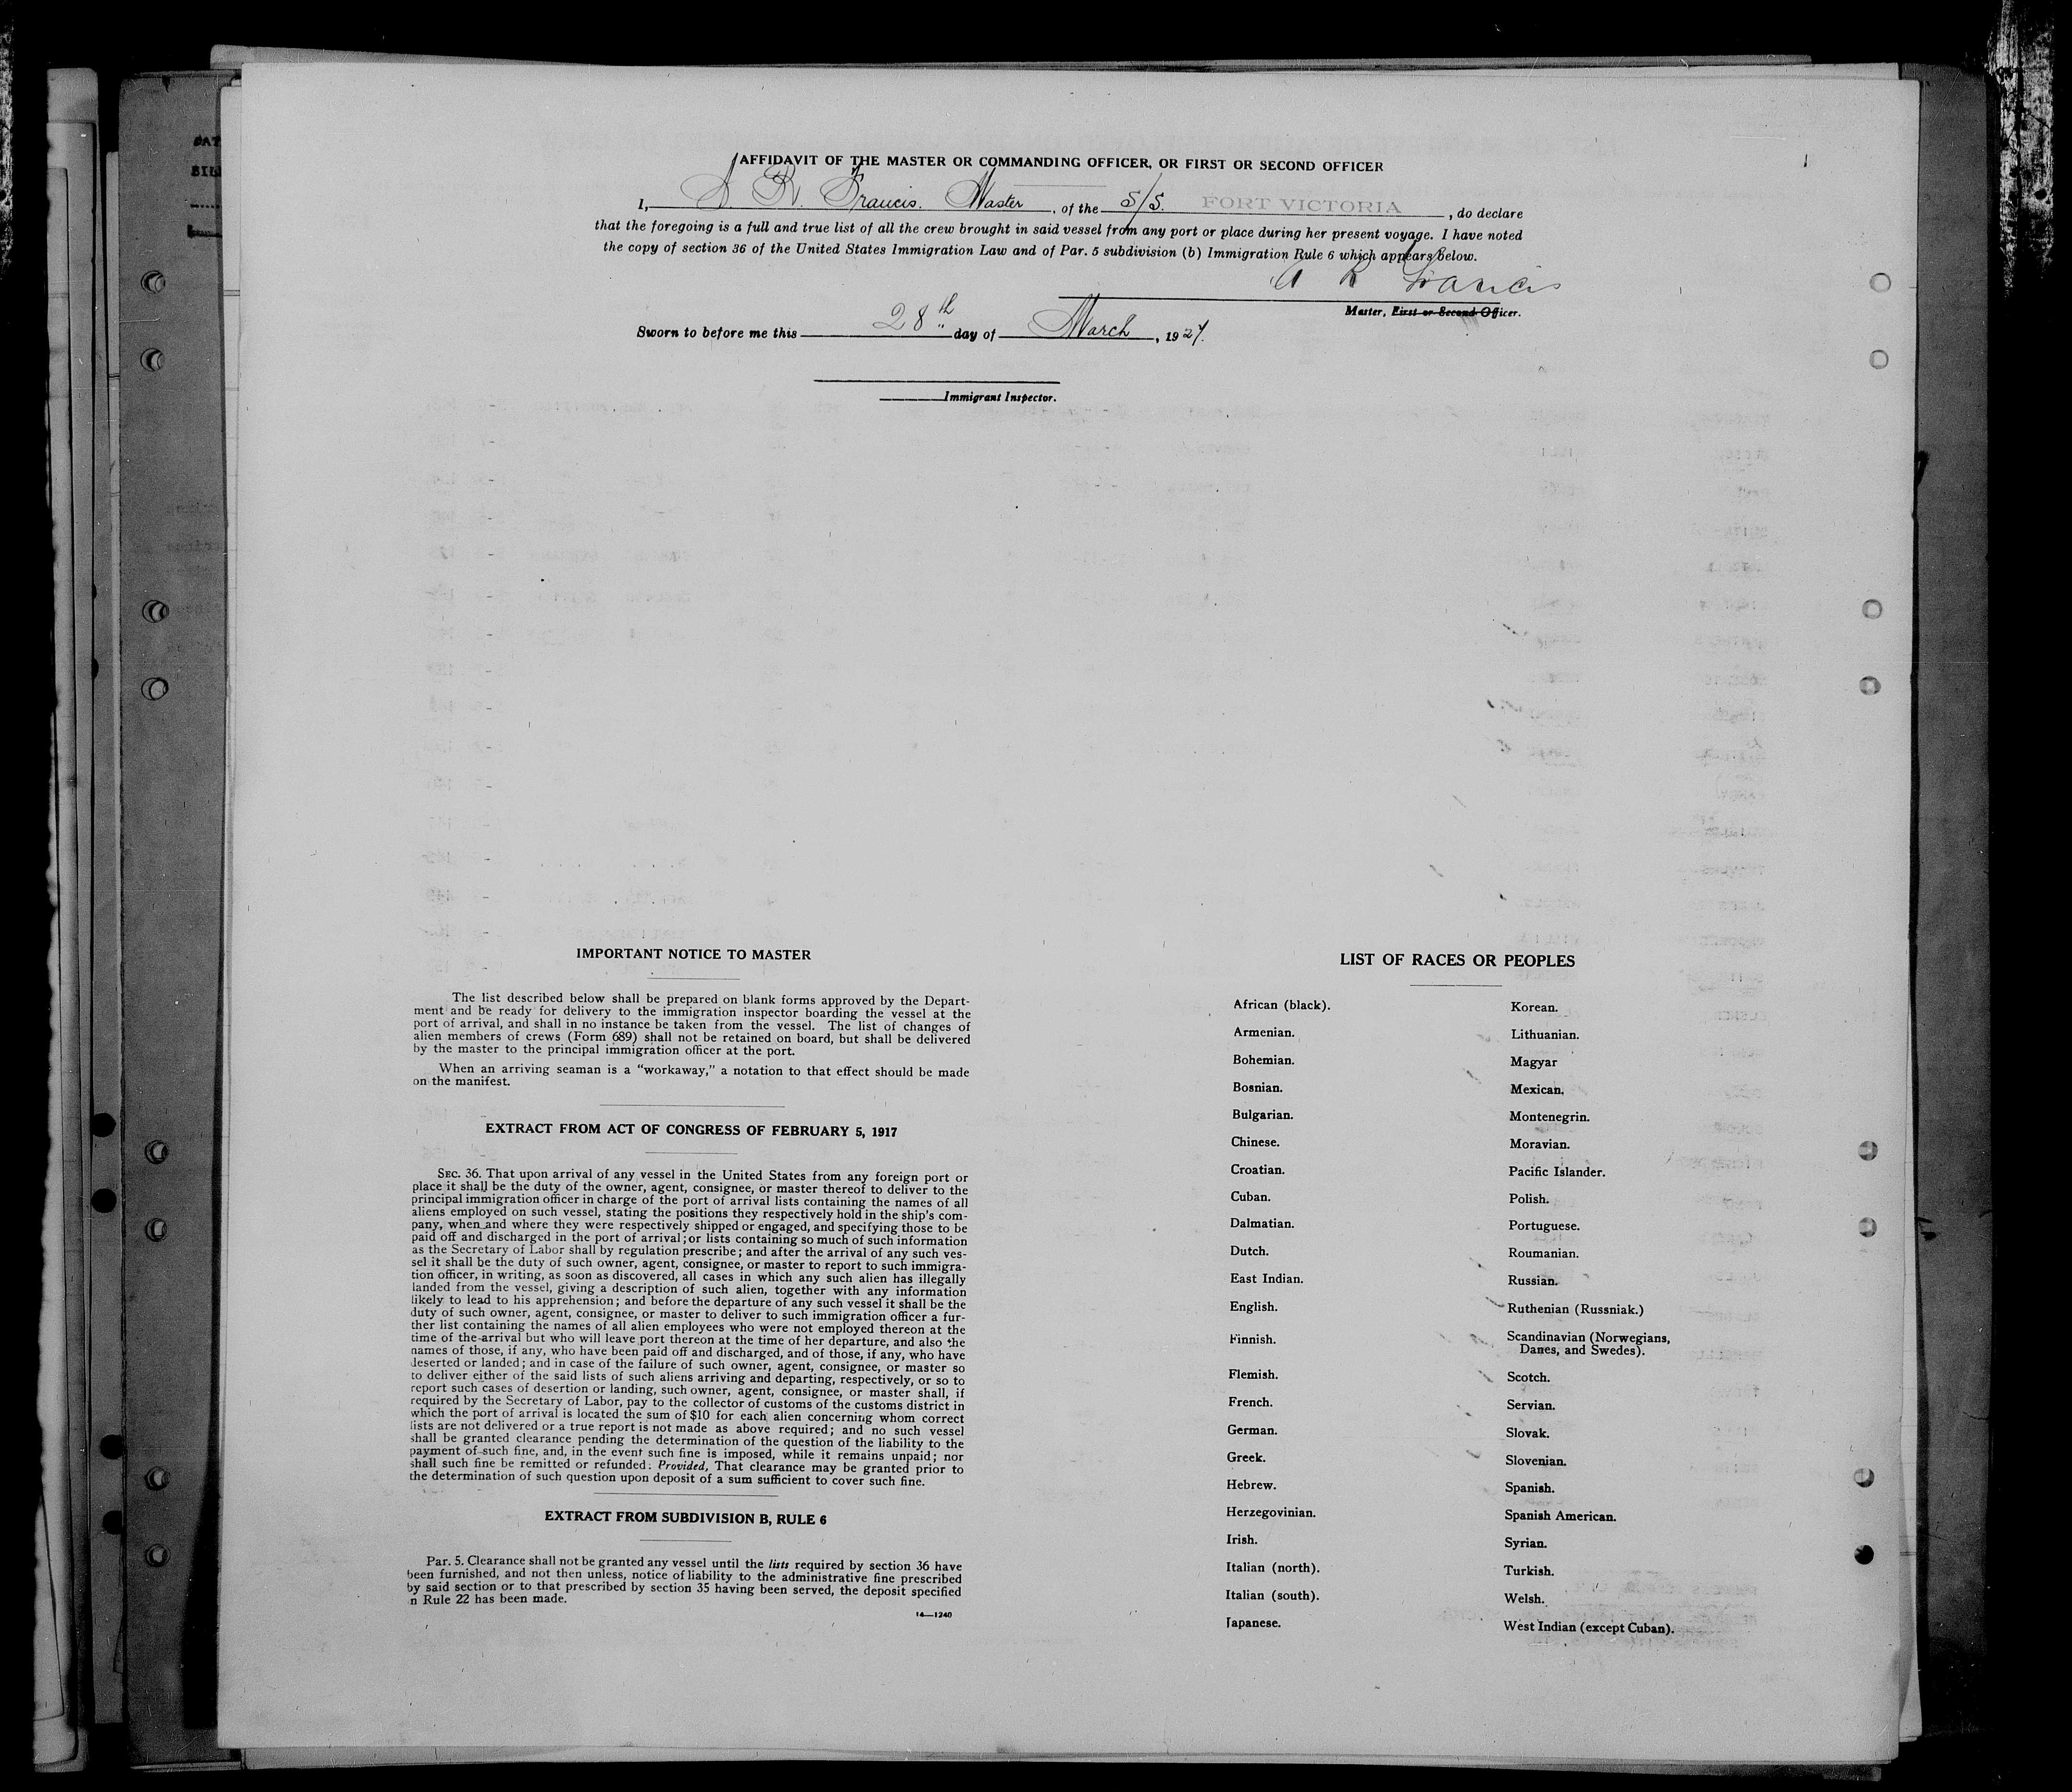 AFFIDAVIT OF THE MASTER OR COMMANDING OFFICER, OR FIRST OR SECOND OFFICER
I, A. R. Francis. Master, of the S/S. FORT VICTORIA, do declare
that the foregoing is a full and true list of all the crew brought in said vessel from any port or place during her present voyage. I have noted
the copy of section 36 of the United States Immigration Law and of Par. 5 subdivision (b) Immigration Rule 6 which appears below.
A R Francis
Master, First or Second Officer.
Sworn to before me this 28th day of March, 1927.
Immigrant Inspector.
IMPORTANT NOTICE TO MASTER
The list described below shall be prepared on blank forms approved by the Depart-
ment and be ready for delivery to the immigration inspector boarding the vessel at the
port of arrival, and shall in no instance be taken from the vessel. The list of changes of
alien members of crews (Form 689) shall not be retained on board, but shall be delivered
by the master to the principal immigration officer at the port.
When an arriving seaman is a "workaway," a notation to that effect should be made
on the manifest.
EXTRACT FROM ACT OF CONGRESS OF FEBRUARY 5, 1917
SEC. 36. That upon arrival of any vessel in the United States from any foreign port or
place it shall be the duty of the owner, agent, consignee, or master thereof to deliver to the
principal immigration officer in charge of the port of arrival lists containing the names of all
aliens employed on such vessel, stating the positions they respectively hold in the ship's com-
pany, when and where they were respectively shipped or engaged, and specifying those to be
paid off and discharged in the port of arrival; or lists containing so much of such information
as the Secretary of Labor shall by regulation prescribe; and after the arrival of any such ves-
sel it shall be the duty of such owner, agent, consignee, or master to report to such immigra-
tion officer, in writing, as soon as discovered, all cases in which any such alien has illegally
landed from the vessel, giving a description of such alien, together with any information
likely to lead to his apprehension; and before the departure of any such vessel it shall be the
duty of such owner, agent, consignee, or master to deliver to such immigration officer a fur-
ther list containing the names of all alien employees who were not employed thereon at the
time of the arrival but who will leave port thereon at the time of her departure, and also the
names of those, if any, who have been paid off and discharged, and of those, if any, who have
deserted or landed; and in case of the failure of such owner, agent, consignee, or master so
to deliver either of the said lists of such aliens arriving and departing, respectively, or so to
report such cases of desertion or landing, such owner, agent, consignee, or master shall, if
required by the Secretary of Labor, pay to the collector of customs of the customs district in
which the port of arrival is located the sum of $10 for each alien concerning whom correct
lists are not delivered or a true report is not made as above required; and no such vessel
shall be granted clearance pending the determination of the question of the liability to the
payment of such fine, and, in the event such fine is imposed, while it remains unpaid; nor
shall such fine be remitted or refunded: Provided, That clearance may be granted prior to
the determination of such question upon deposit of a sum sufficient to cover such fine.
EXTRACT FROM SUBDIVISION B, RULE 6
Par. 5. Clearance shall not be granted any vessel until the lists required by section 36 have
been furnished, and not then unless, notice of liability to the administrative fine prescribed
by said section or to that prescribed by section 35 having been served, the deposit specified
n Rule 22 has been made.
14—1240
LIST OF RACES OR PEOPLES
African (black).
Armenian.
Bohemian.
Bosnian.
Bulgarian.
Chinese.
Croatian.
Cuban.
Dalmatian.
Dutch.
East Indian.
English.
Finnish.
Flemish.
French.
German.
Greek.
Hebrew.
Herzegovinian.
Irish.
Italian (north).
Italian (south).
Japanese.
Korean.
Lithuanian.
Magyar
Mexican.
Montenegrin.
Moravian.
Pacific Islander.
Polish.
Portuguese.
Roumanian.
Russian.
Ruthenian (Russniak.)
Scandinavian (Norwegians,
Danes, and Swedes).
Scotch.
Servian.
Slovak.
Slovenian.
Spanish.
Spanish American.
Syrian.
Turkish.
Welsh.
West Indian (except Cuban).